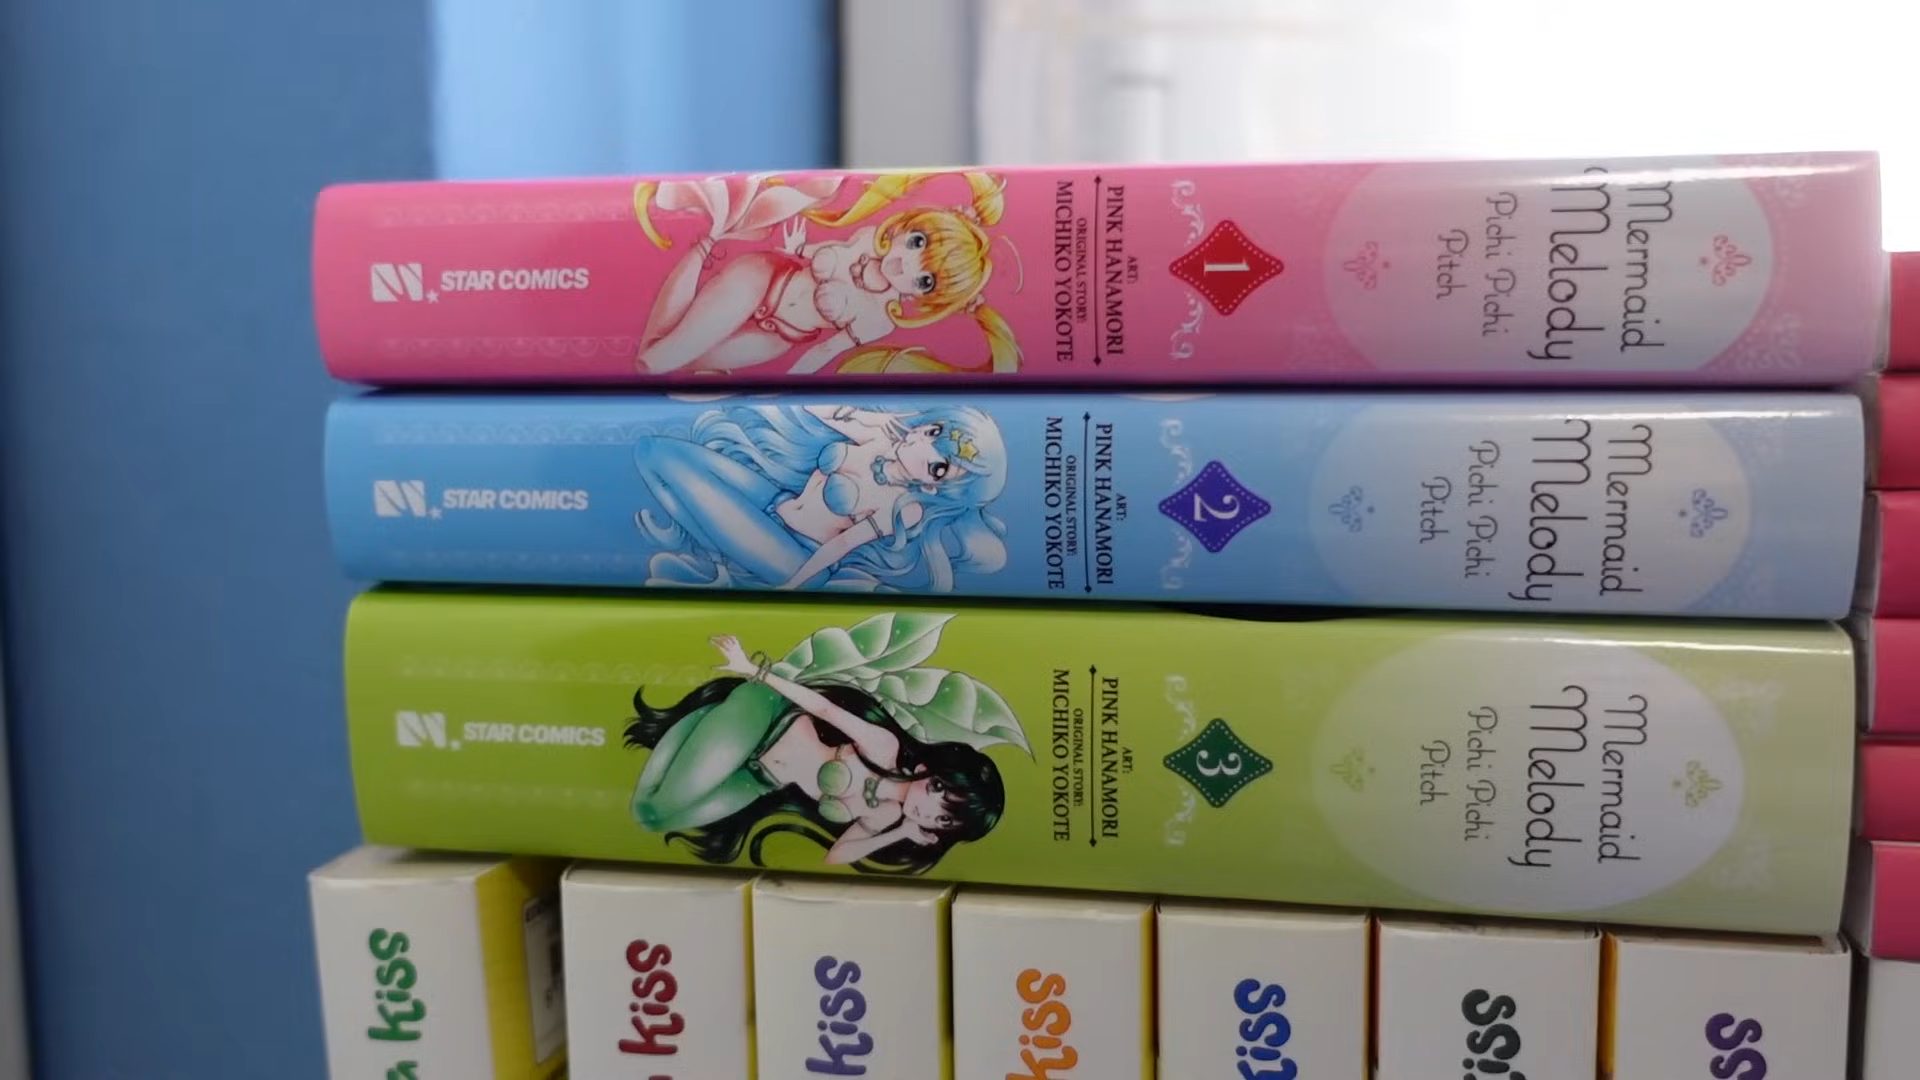 Mermaid
Melody
Pichi Pichi
Pitch
1
ART:
PINK HANAMORI
ORIGINAL STORY:
MICHIKO YOKOTE
STAR COMICS
Mermaid
Melody
Pichi Pichi
Pitch
2
ART:
PINK HANAMORI
ORIGINAL STORY:
MICHIKO YOKOTE
STAR COMICS
Mermaid
Melody
Pichi Pichi
Pitch
3
ART:
PINK HANAMORI
ORIGINAL STORY:
MICHIKO YOKOTE
STAR COMICS
Kiss
Kiss
Kiss
Kiss